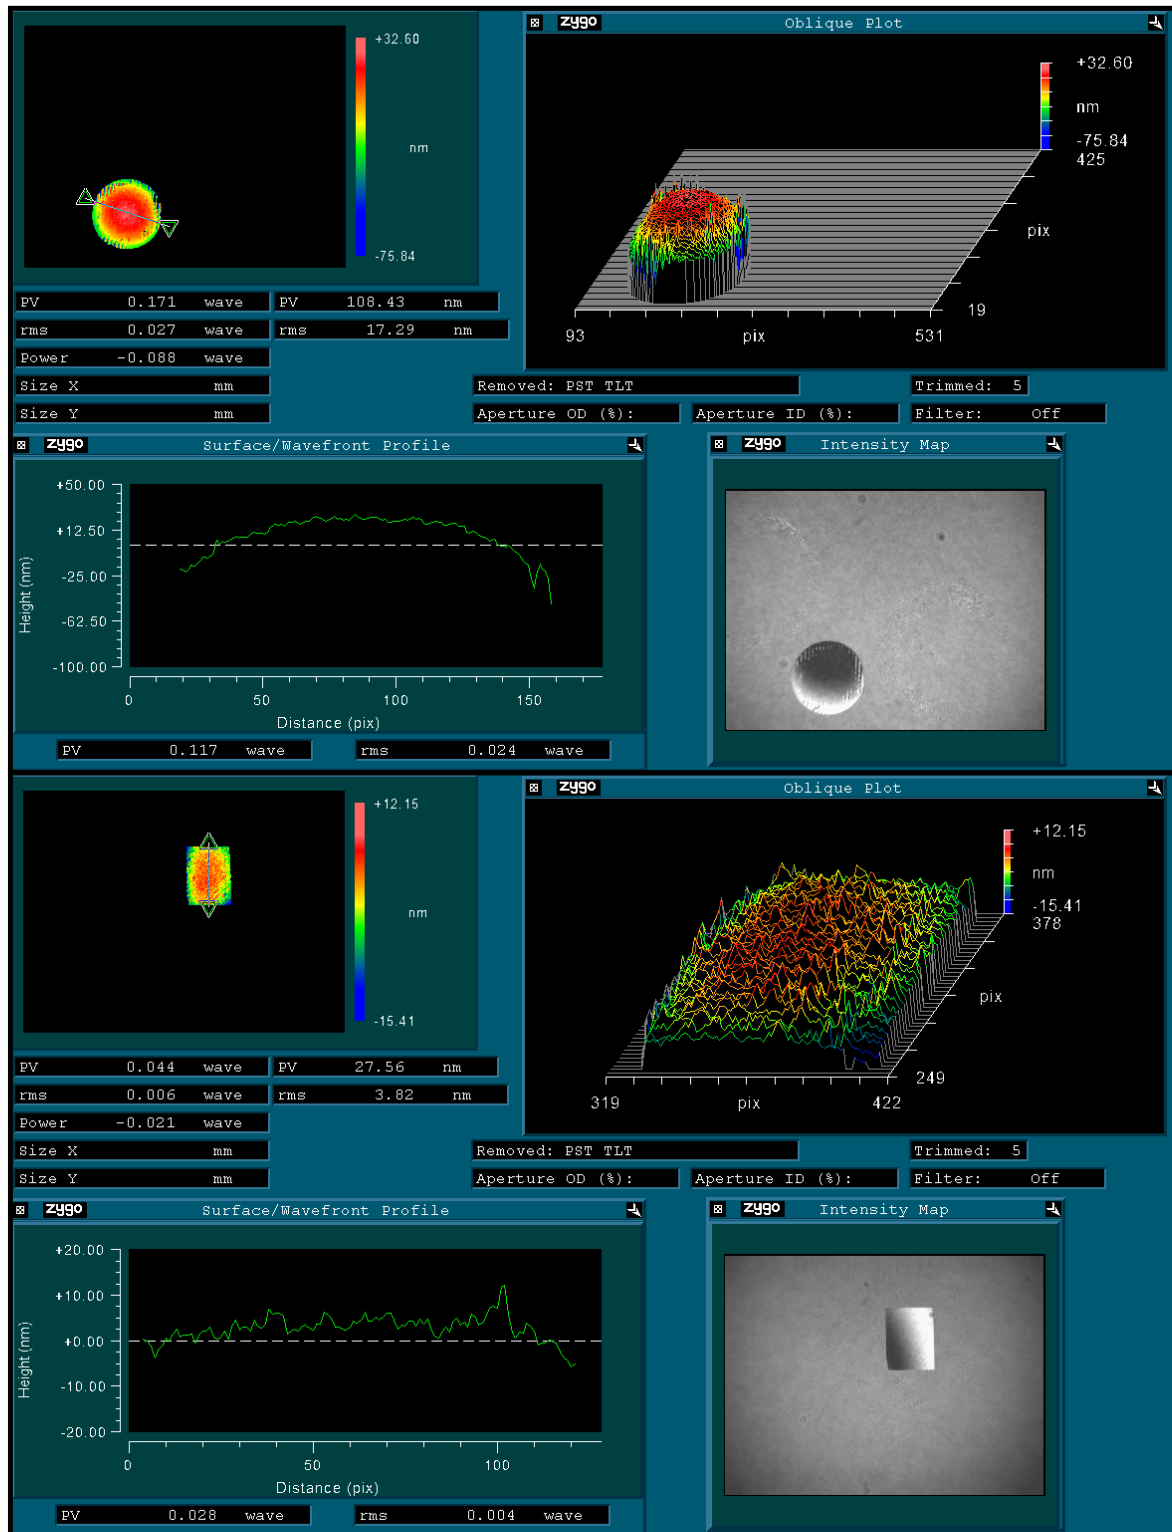 +32.60
nm
-75.84
zygo Oblique Plot
+32.60
nm
-75.84
425
pix
19
93 pix 531
PV 0.171 wave
PV 108.43 nm
rms 0.027 wave
rms 17.29 nm
Power -0.088 wave
Size X mm
Size Y mm
Removed: PST TLT
Trimmed: 5
Aperture OD (%):
Aperture ID (%):
Filter: Off
zygo Surface/Wavefront Profile
+50.00
+12.50
-25.00
-62.50
-100.00
Height (nm)
0 50 100 150
Distance (pix)
PV 0.117 wave
rms 0.024 wave
zygo Intensity Map
+12.15
nm
-15.41
zygo Oblique Plot
+12.15
nm
-15.41
378
pix
249
319 pix 422
PV 0.044 wave
PV 27.56 nm
rms 0.006 wave
rms 3.82 nm
Power -0.021 wave
Size X mm
Size Y mm
Removed: PST TLT
Trimmed: 5
Aperture OD (%):
Aperture ID (%):
Filter: Off
zygo Surface/Wavefront Profile
+20.00
+10.00
+0.00
-10.00
-20.00
Height (nm)
0 50 100
Distance (pix)
PV 0.028 wave
rms 0.004 wave
zygo Intensity Map